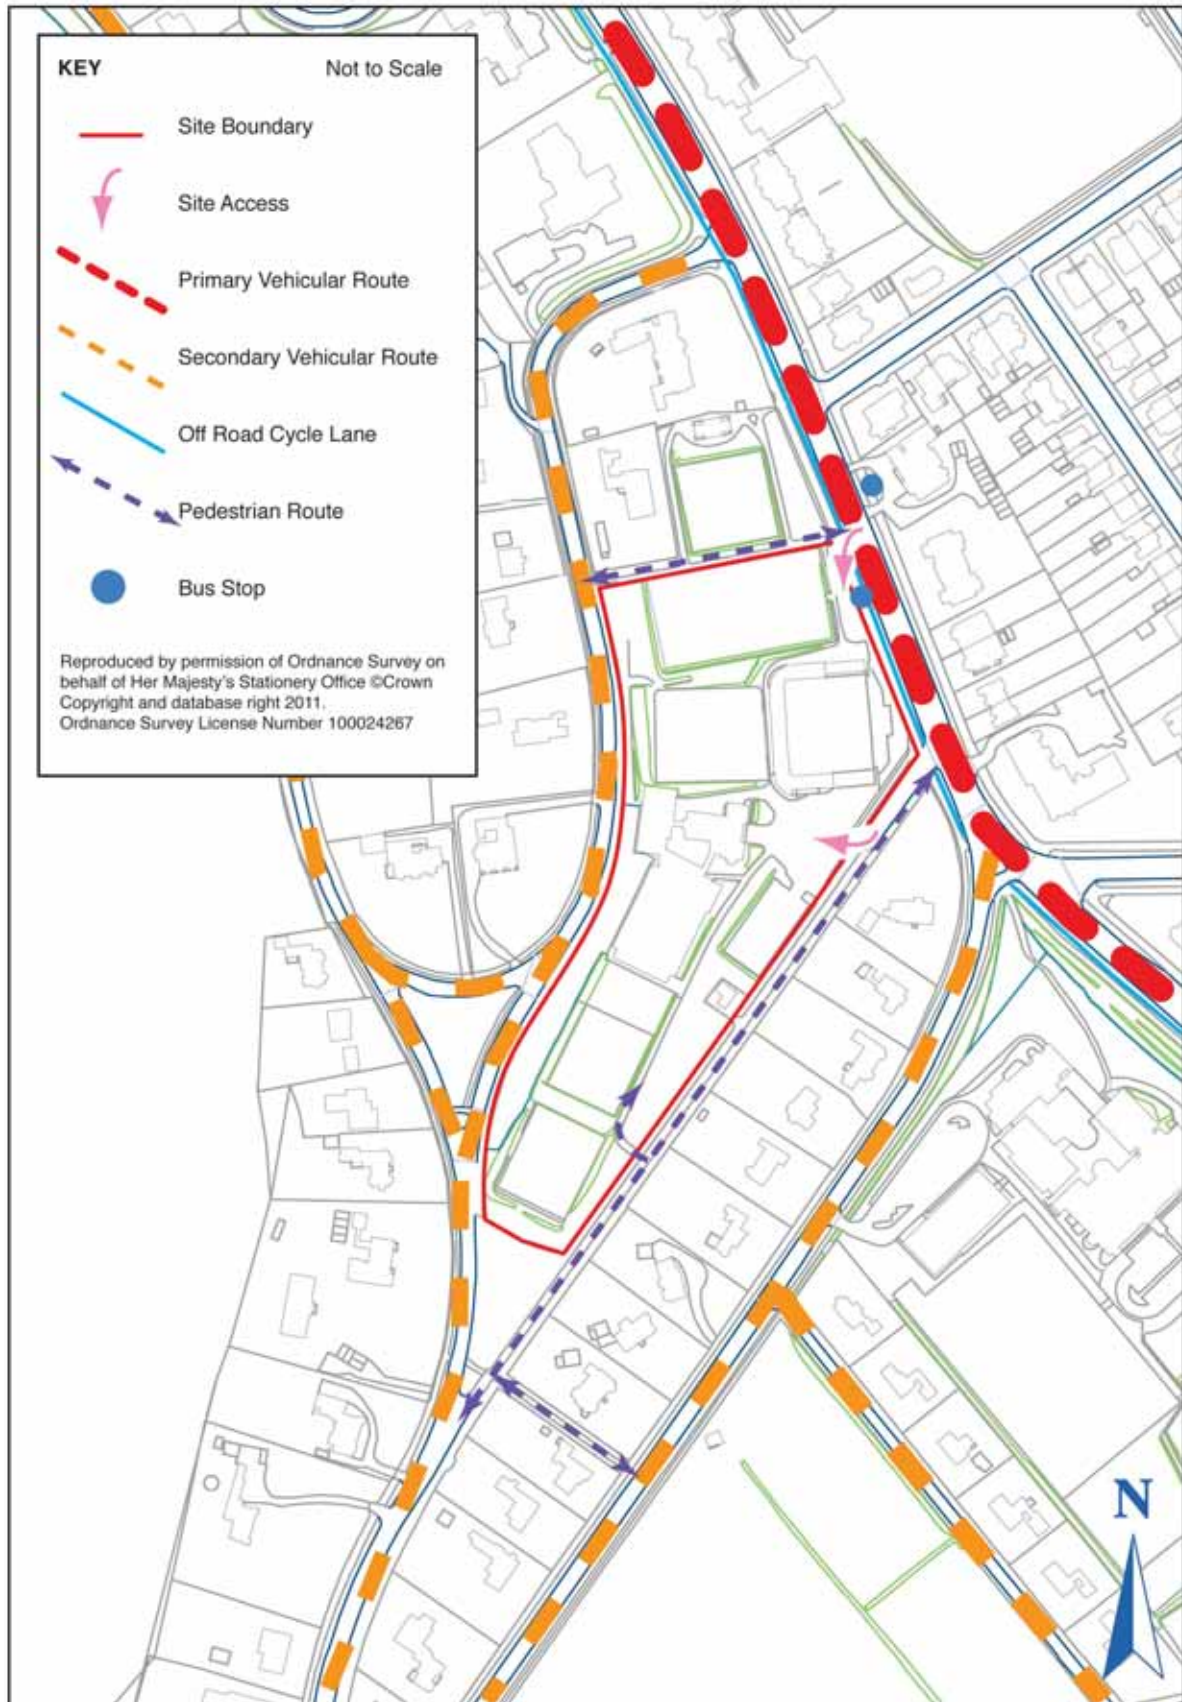 KEY Not to Scale
Site Boundary
Site Access
Primary Vehicular Route
Secondary Vehicular Route
Off Road Cycle Lane
Pedestrian Route
Bus Stop
Reproduced by permission of Ordnance Survey on
behalf of Her Majesty's Stationery Office ©Crown
Copyright and database right 2011.
Ordnance Survey License Number 100024267
N